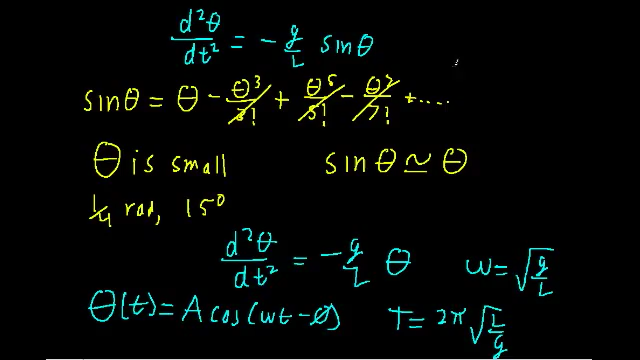 d²θ/dt² = - g/L sinθ
sinθ = θ - θ³/3! + θ⁵/5! - θ⁷/7! + ....
θ is small    sin θ ≃ θ
1/4 rad, 15°
d²θ/dt² = - g/L θ    ω = √(g/L)
θ(t) = A cos(ωt - ø)    T = 2π √(L/g)